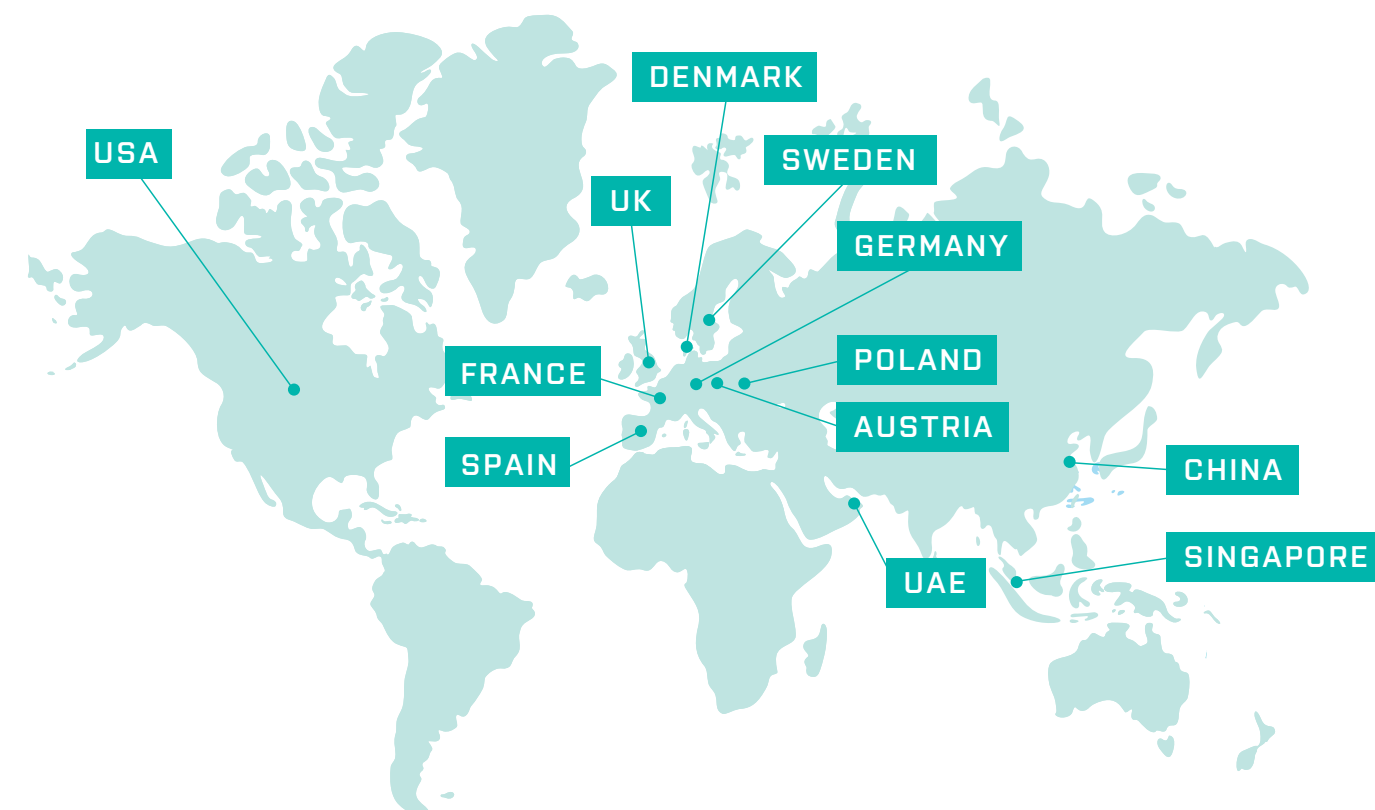 DENMARK
USA
SWEDEN
UK
GERMANY
POLAND
FRANCE
AUSTRIA
SPAIN
CHINA
SINGAPORE
UAE